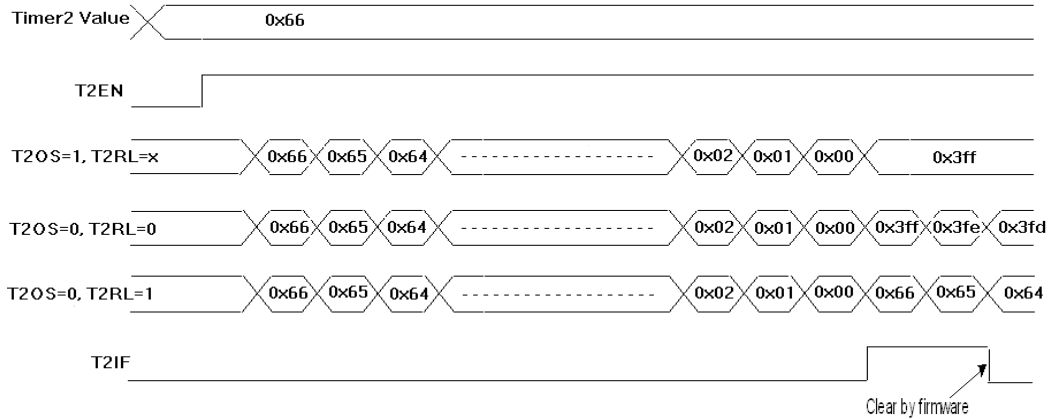 Timer2 Value 0x66
T2EN
T2OS=1, T2RL=x 0x66 0x65 0x64 0x02 0x01 0x00 0x3ff
T2OS=0, T2RL=0 0x66 0x65 0x64 0x02 0x01 0x00 0x3ff 0x3fe 0x3fd
T2OS=0, T2RL=1 0x66 0x65 0x64 0x02 0x01 0x00 0x66 0x65 0x64
T2IF
Clear by firmware